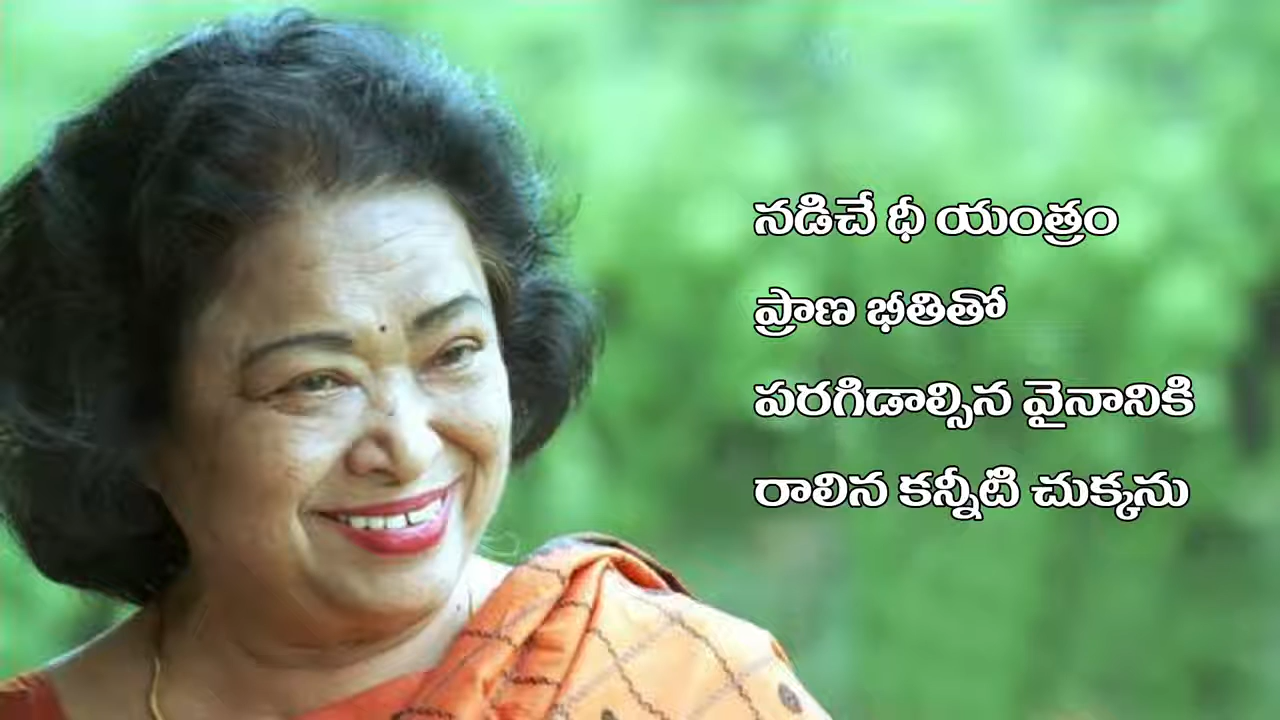 నడిచే ధీ యంత్రం
ప్రాణ భీతితో
పరగిడాల్సిన వైనానికి
రాలిన కన్నీటి చుక్కను